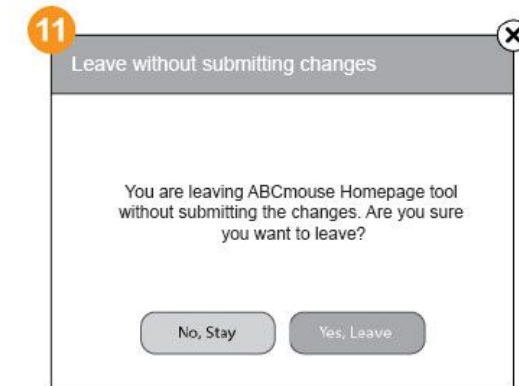 11
Leave without submitting changes
You are leaving ABCmouse Homepage tool
without submitting the changes. Are you sure
you want to leave?
No, Stay
Yes, Leave